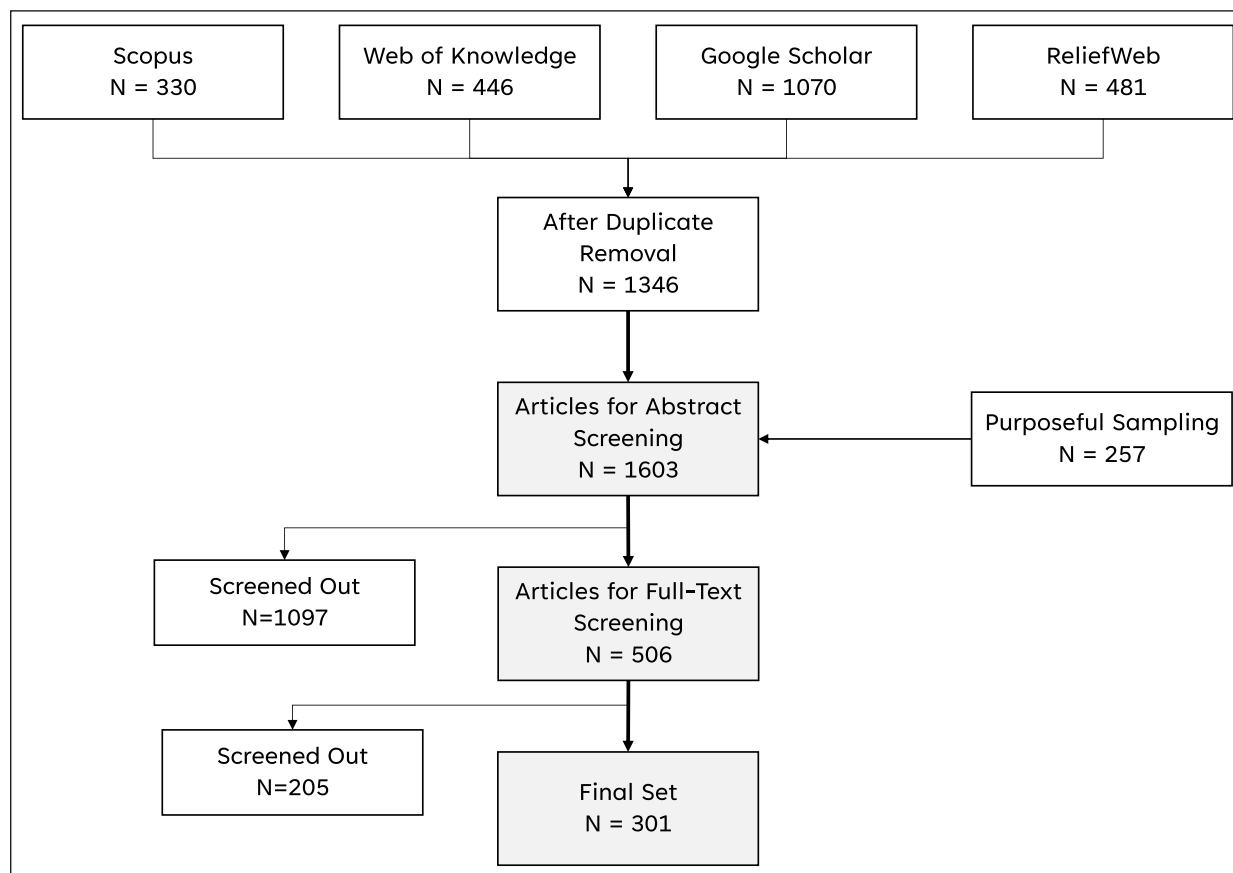 Scopus
N = 330
Web of Knowledge
N = 446
Google Scholar
N = 1070
ReliefWeb
N = 481
After Duplicate
Removal
N = 1346
Articles for Abstract
Screening
N = 1603
Purposeful Sampling
N = 257
Screened Out
N=1097
Articles for Full-Text
Screening
N = 506
Screened Out
N=205
Final Set
N = 301